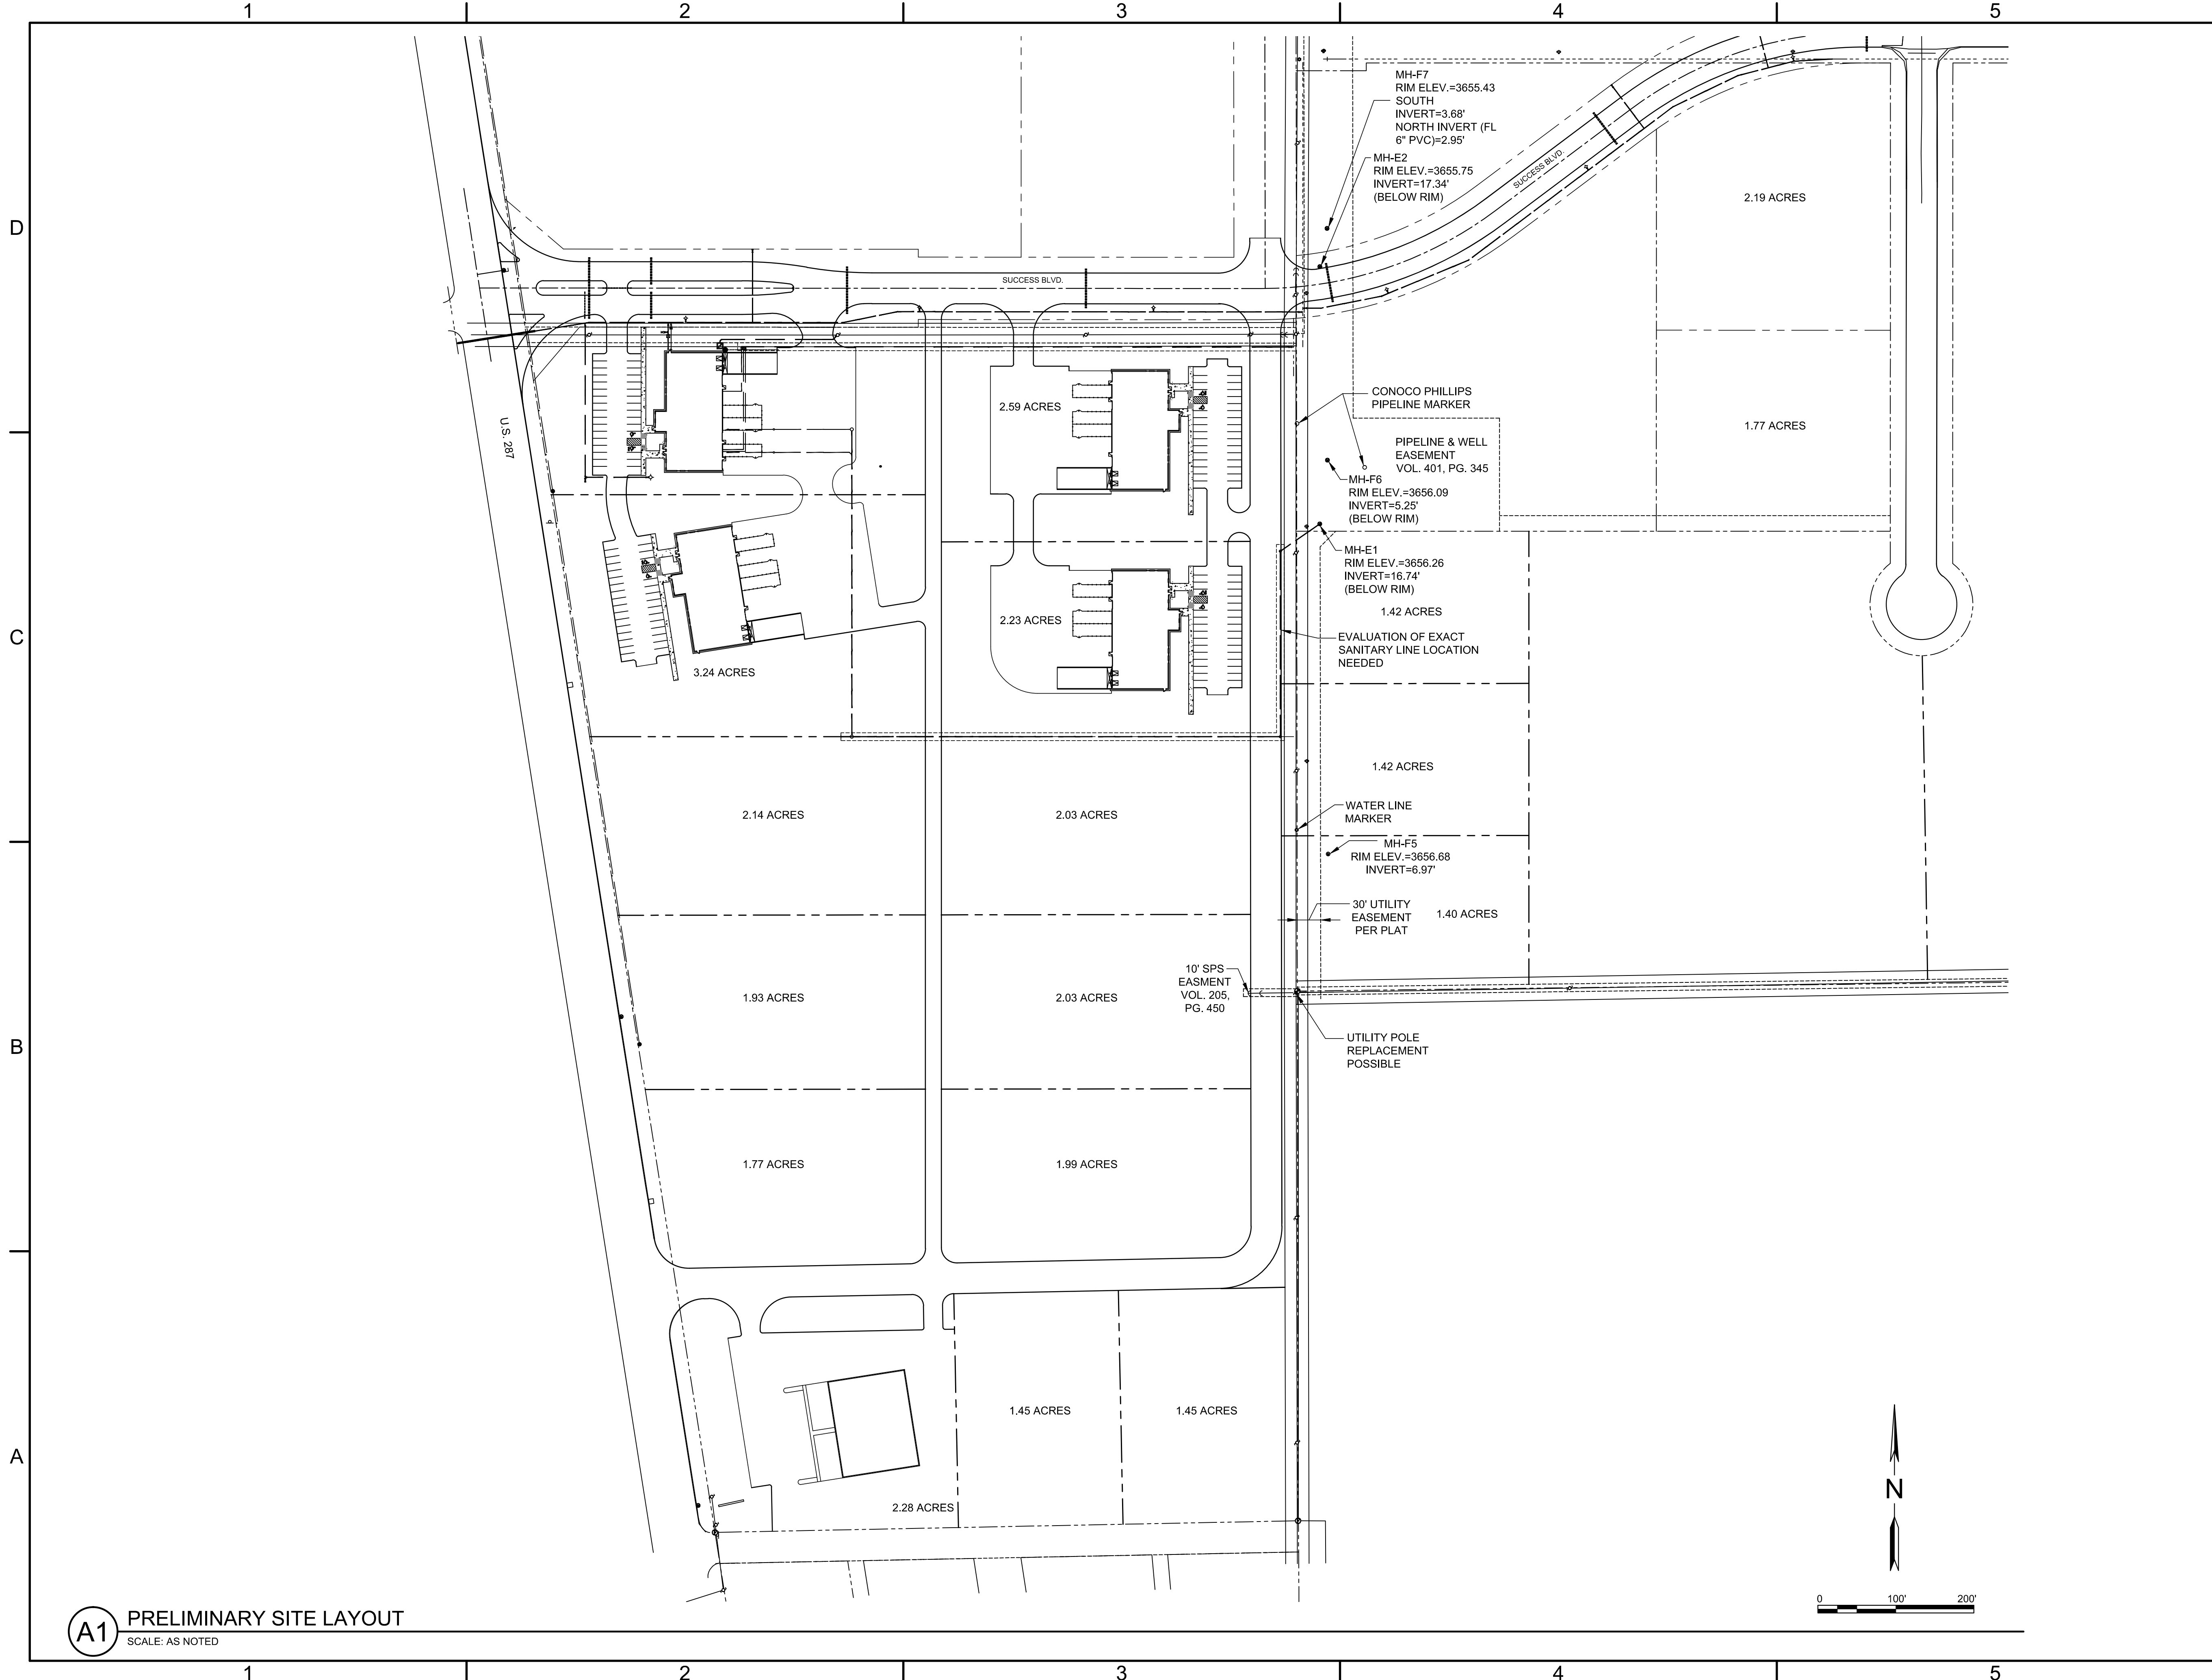 1 2 3 4 5
D
C
B
A
MH-F7
RIM ELEV.=3655.43
SOUTH
INVERT=3.68'
NORTH INVERT (FL
6" PVC)=2.95'
MH-E2
RIM ELEV.=3655.75
INVERT=17.34'
(BELOW RIM)
SUCCESS BLVD.
2.19 ACRES
SUCCESS BLVD.
U.S. 287
2.59 ACRES
CONOCO PHILLIPS
PIPELINE MARKER
1.77 ACRES
PIPELINE & WELL
EASEMENT
VOL. 401, PG. 345
MH-F6
RIM ELEV.=3656.09
INVERT=5.25'
(BELOW RIM)
MH-E1
RIM ELEV.=3656.26
INVERT=16.74'
(BELOW RIM)
1.42 ACRES
2.23 ACRES
EVALUATION OF EXACT
SANITARY LINE LOCATION
NEEDED
3.24 ACRES
1.42 ACRES
2.14 ACRES
2.03 ACRES
WATER LINE
MARKER
MH-F5
RIM ELEV.=3656.68
INVERT=6.97'
30' UTILITY
EASEMENT
PER PLAT
1.40 ACRES
10' SPS
EASMENT
VOL. 205,
PG. 450
1.93 ACRES
2.03 ACRES
UTILITY POLE
REPLACEMENT
POSSIBLE
1.77 ACRES
1.99 ACRES
1.45 ACRES
1.45 ACRES
2.28 ACRES
N
0 100' 200'
A1
PRELIMINARY SITE LAYOUT
SCALE: AS NOTED
1 2 3 4 5